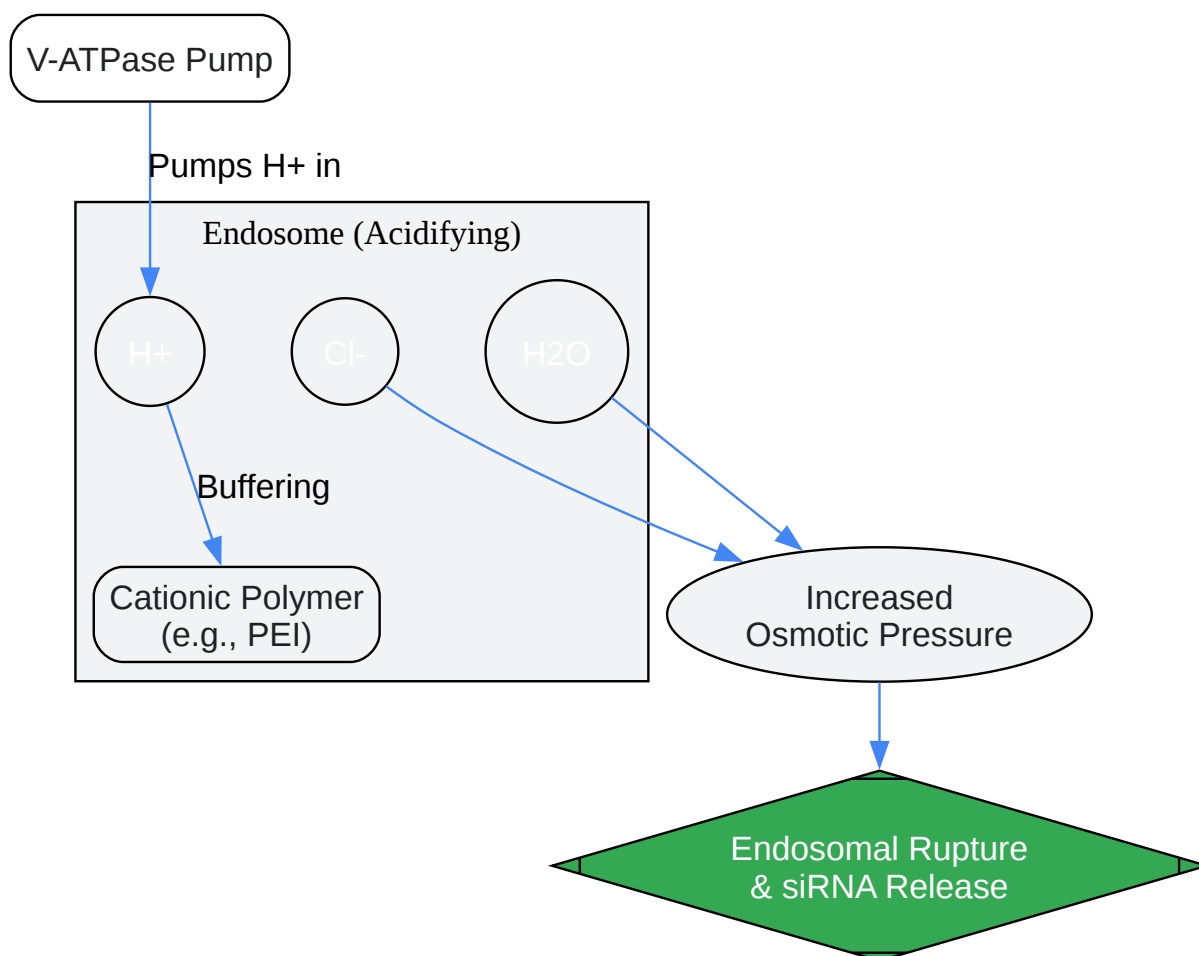 V-ATPase Pump
Pumps H+ in
Endosome (Acidifying)
H+
Cl-
H2O
Buffering
Cationic Polymer
(e.g., PEI)
Increased
Osmotic Pressure
Endosomal Rupture
& siRNA Release